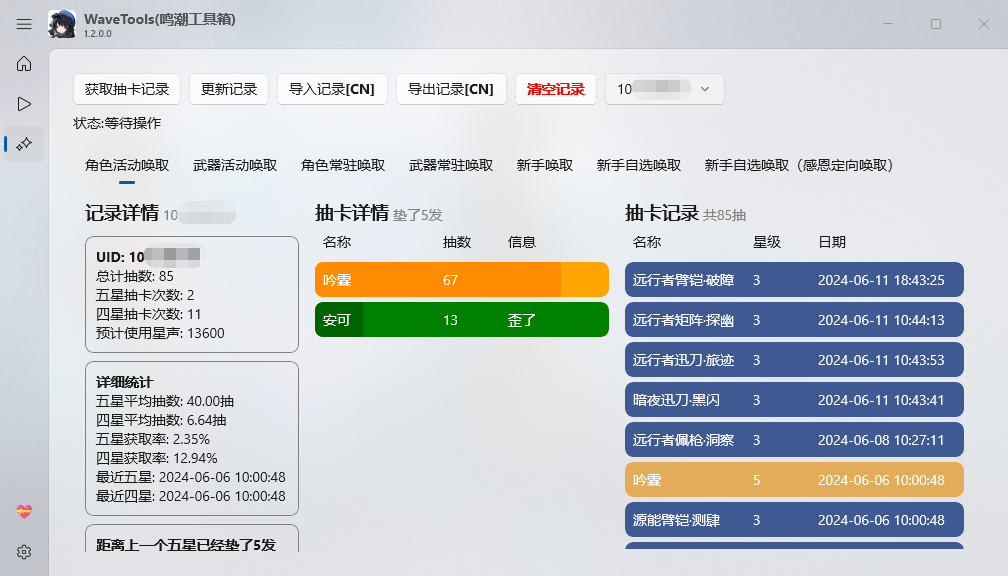 WaveTools(鸣潮工具箱)
1.2.0.0
获取抽卡记录 更新记录 导入记录[CN] 导出记录[CN] 清空记录 10
状态:等待操作
角色活动唤取 武器活动唤取 角色常驻唤取 武器常驻唤取 新手唤取 新手自选唤取 新手自选唤取（感恩定向唤取）
记录详情 10
UID: 10
总计抽数: 85
五星抽卡次数: 2
四星抽卡次数: 11
预计使用星声: 13600
详细统计
五星平均抽数: 40.00抽
四星平均抽数: 6.64抽
五星获取率: 2.35%
四星获取率: 12.94%
最近五星: 2024-06-06 10:00:48
最近四星: 2024-06-06 10:00:48
距离上一个五星已经垫了5发
抽卡详情 垫了5发
名称 抽数 信息
吟霖 67
安可 13 歪了
抽卡记录 共85抽
名称 星级 日期
远行者臂铠·破障 3 2024-06-11 18:43:25
远行者矩阵·探幽 3 2024-06-11 10:44:13
远行者迅刀·旅迹 3 2024-06-11 10:43:53
暗夜迅刀·黑闪 3 2024-06-11 10:43:41
远行者佩枪·洞察 3 2024-06-08 10:27:11
吟霖 5 2024-06-06 10:00:48
源能臂铠·测肆 3 2024-06-06 10:00:48